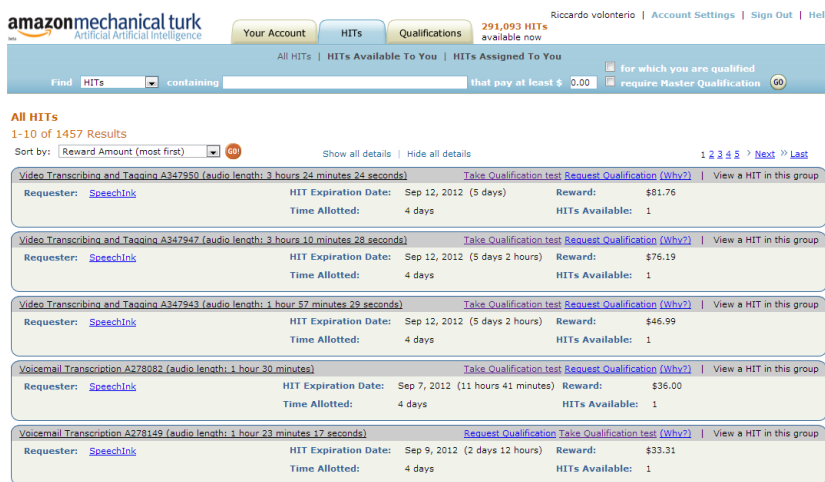 Riccardo volonterio | Account Settings | Sign Out | Hel
amazonmechanical turk
beta Artificial Artificial Intelligence
Your Account HITs Qualifications 291,093 HITs
available now
All HITs | HITs Available To You | HITs Assigned To You
for which you are qualified
Find HITs containing that pay at least $ 0.00 require Master Qualification GO
All HITs
1-10 of 1457 Results
Sort by: Reward Amount (most first) GO! Show all details | Hide all details 1 2 3 4 5 › Next » Last
Video Transcribing and Tagging A347950 (audio length: 3 hours 24 minutes 24 seconds) Take Qualification test Request Qualification (Why?) | View a HIT in this group
Requester: SpeechInk HIT Expiration Date: Sep 12, 2012 (5 days) Reward: $81.76
Time Allotted: 4 days HITs Available: 1
Video Transcribing and Tagging A347947 (audio length: 3 hours 10 minutes 28 seconds) Take Qualification test Request Qualification (Why?) | View a HIT in this group
Requester: SpeechInk HIT Expiration Date: Sep 12, 2012 (5 days 2 hours) Reward: $76.19
Time Allotted: 4 days HITs Available: 1
Video Transcribing and Tagging A347943 (audio length: 1 hour 57 minutes 29 seconds) Take Qualification test Request Qualification (Why?) | View a HIT in this group
Requester: SpeechInk HIT Expiration Date: Sep 12, 2012 (5 days 2 hours) Reward: $46.99
Time Allotted: 4 days HITs Available: 1
Voicemail Transcription A278082 (audio length: 1 hour 30 minutes) Take Qualification test Request Qualification (Why?) | View a HIT in this group
Requester: SpeechInk HIT Expiration Date: Sep 7, 2012 (11 hours 41 minutes) Reward: $36.00
Time Allotted: 4 days HITs Available: 1
Voicemail Transcription A278149 (audio length: 1 hour 23 minutes 17 seconds) Request Qualification Take Qualification test (Why?) | View a HIT in this group
Requester: SpeechInk HIT Expiration Date: Sep 9, 2012 (2 days 12 hours) Reward: $33.31
Time Allotted: 4 days HITs Available: 1